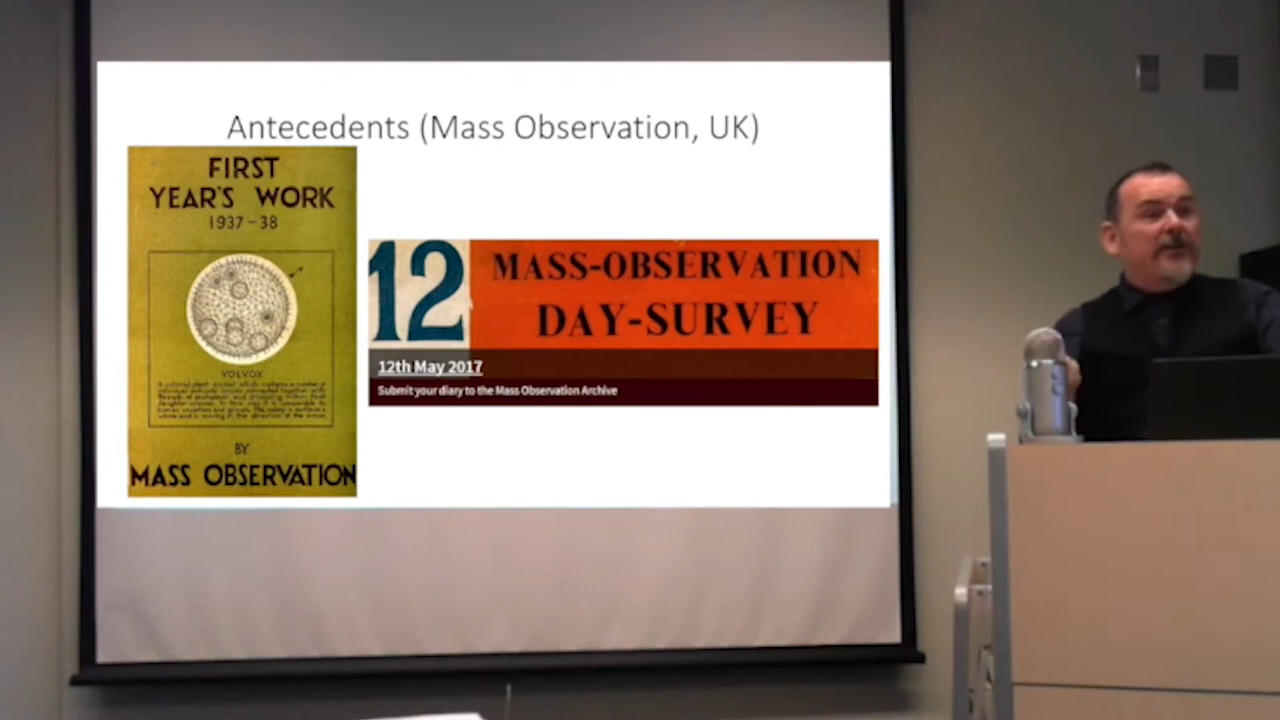 Antecedents (Mass Observation, UK)
FIRST
YEAR'S WORK
1937–38
VOLVOX
BY
MASS OBSERVATION
12
MASS-OBSERVATION
DAY-SURVEY
12th May 2017
Submit your diary to the Mass Observation Archive